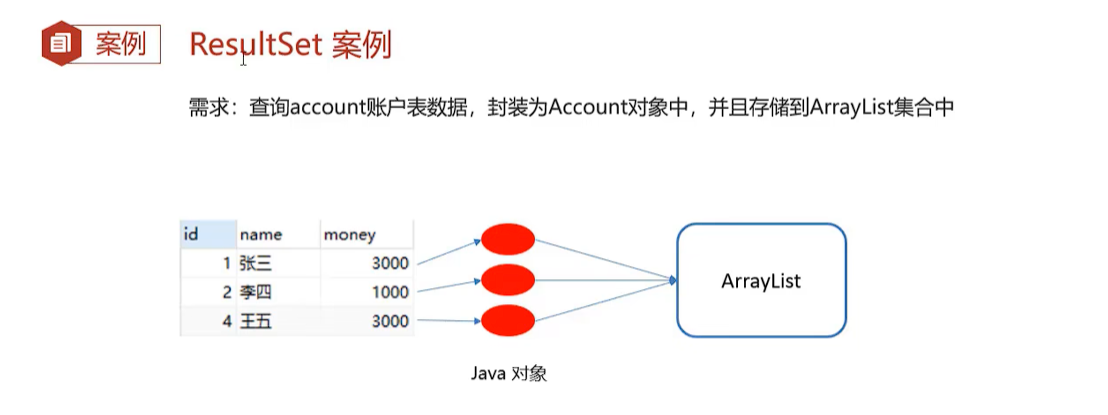 案例
ResultSet 案例
需求：查询account账户表数据，封装为Account对象中，并且存储到ArrayList集合中
id name money
1 张三 3000
2 李四 1000
4 王五 3000
ArrayList
Java 对象